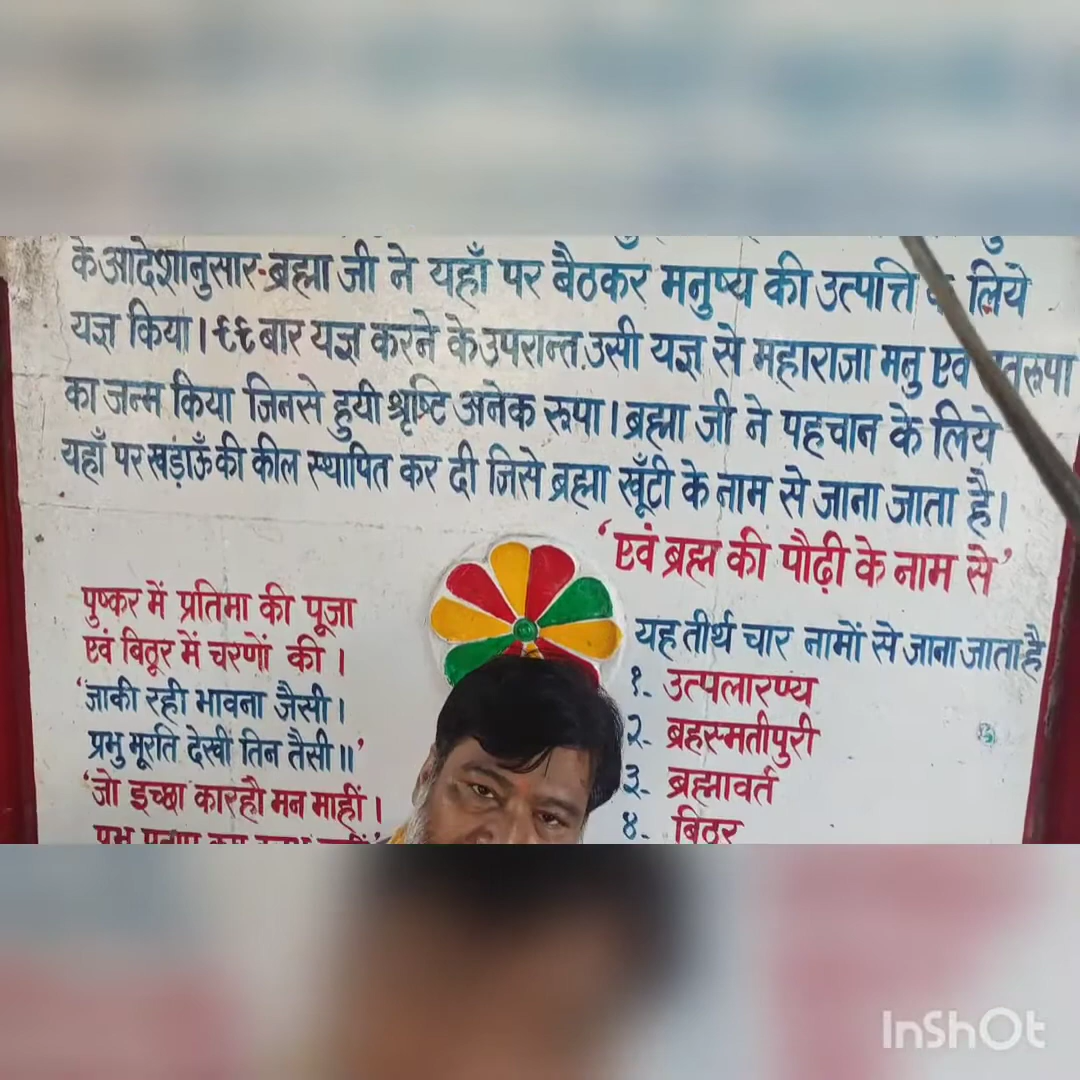 के आदेशानुसार-ब्रह्मा जी ने यहाँ पर बैठकर मनुष्य की उत्पत्ति लिये
यज्ञ किया। ९९ बार यज्ञ करने के उपरान्त उसी यज्ञ से महाराजा मनु एवं
का जन्म किया जिनसे हुयी श्रृष्टि अनेक रूपा। ब्रह्मा जी ने पहचान के लिये
यहाँ पर खड़ाऊँ की कील स्थापित कर दी जिसे ब्रह्मा खूँटी के नाम से जाना जाता है।
'एवं ब्रह्म की पौढ़ी के नाम से'
पुष्कर में प्रतिमा की पूजा
एवं बिठूर में चरणों की।
'जाकी रही भावना जैसी।
प्रभु मूरति देखी तिन तैसी॥'
'जो इच्छा कारहौ मन माहीं।
यह तीर्थ चार नामों से जाना जाता है
१- उत्पलारण्य
२- ब्रहस्मतीपुरी
३- ब्रह्मावर्त
४- बिठूर
InShOt